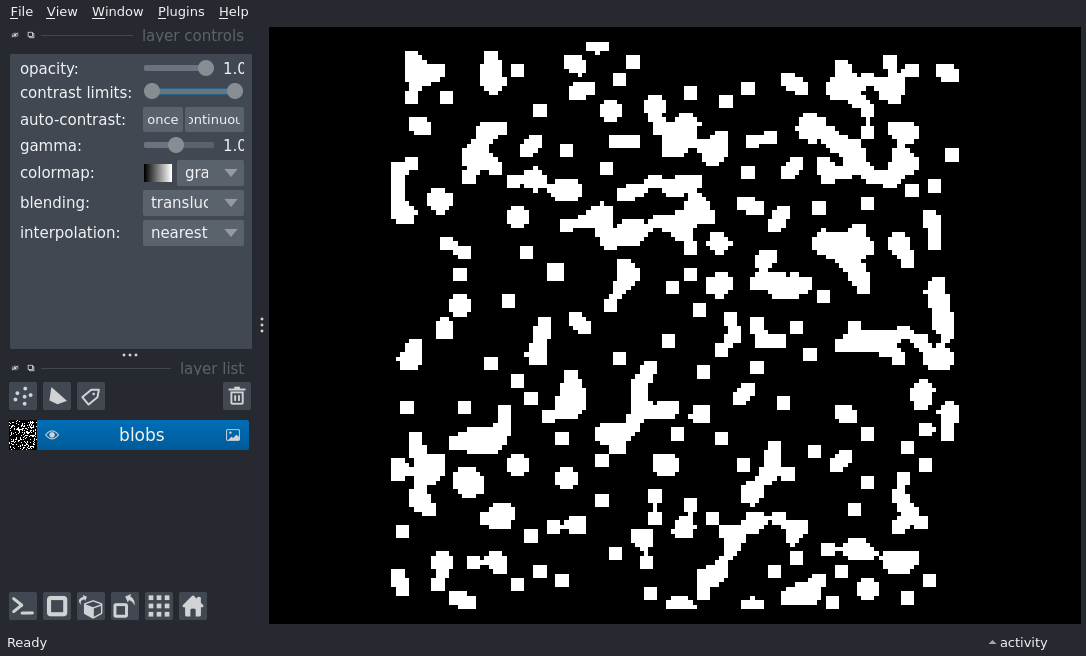 File View Window Plugins Help
layer controls
opacity: 1.0
contrast limits:
auto-contrast: once ontinuou
gamma: 1.0
colormap: gra
blending: transluc
interpolation: nearest
layer list
blobs
Ready
activity